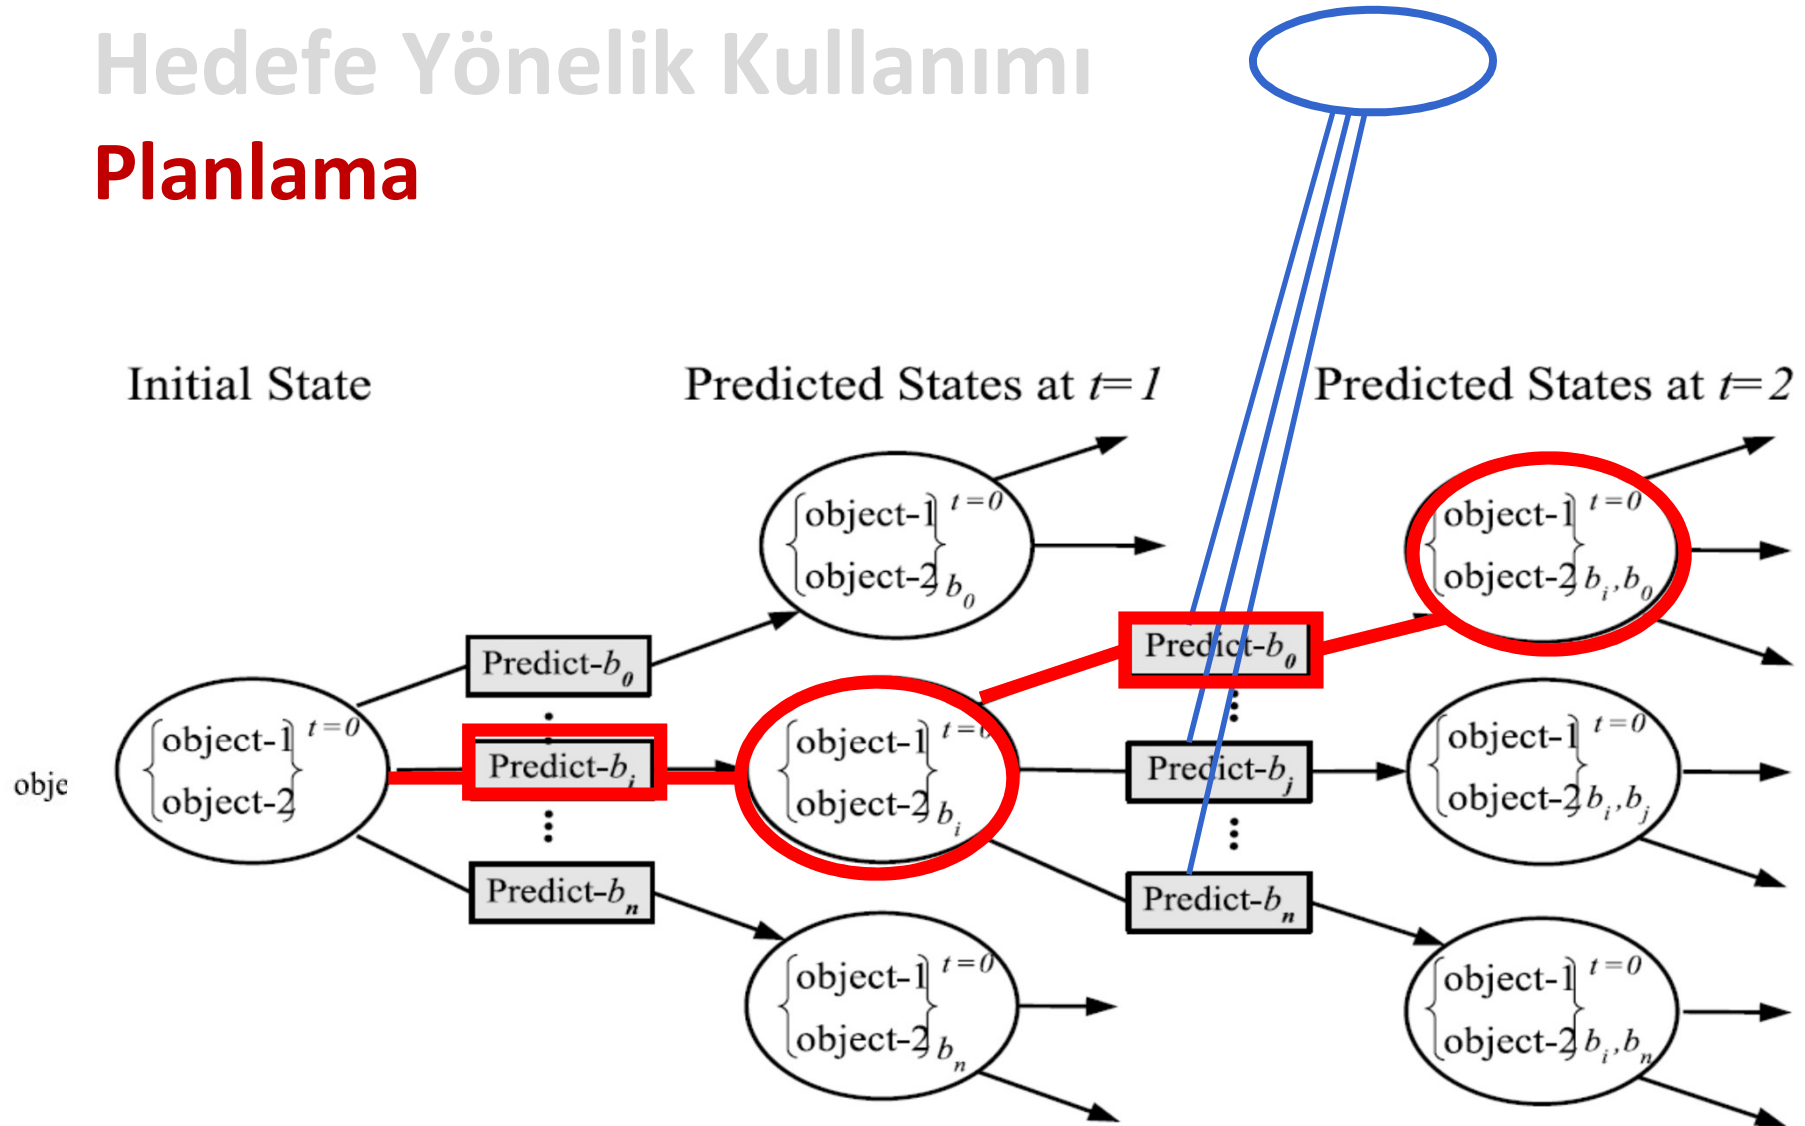 Hedefe Yönelik Kullanımı
Planlama
Initial State
Predicted States at t=1
Predicted States at t=2
object-1 t=0
object-2 b0
object-1 t=0
object-2 bi,b0
Predict-b0
Predict-b0
object-1 t=0
object-2
Predict-bi
object-1 t=0
object-2 bi
Predict-bj
object-1 t=0
object-2 bi,bj
obje
Predict-bn
Predict-bn
object-1 t=0
object-2 bn
object-1 t=0
object-2 bi,bn